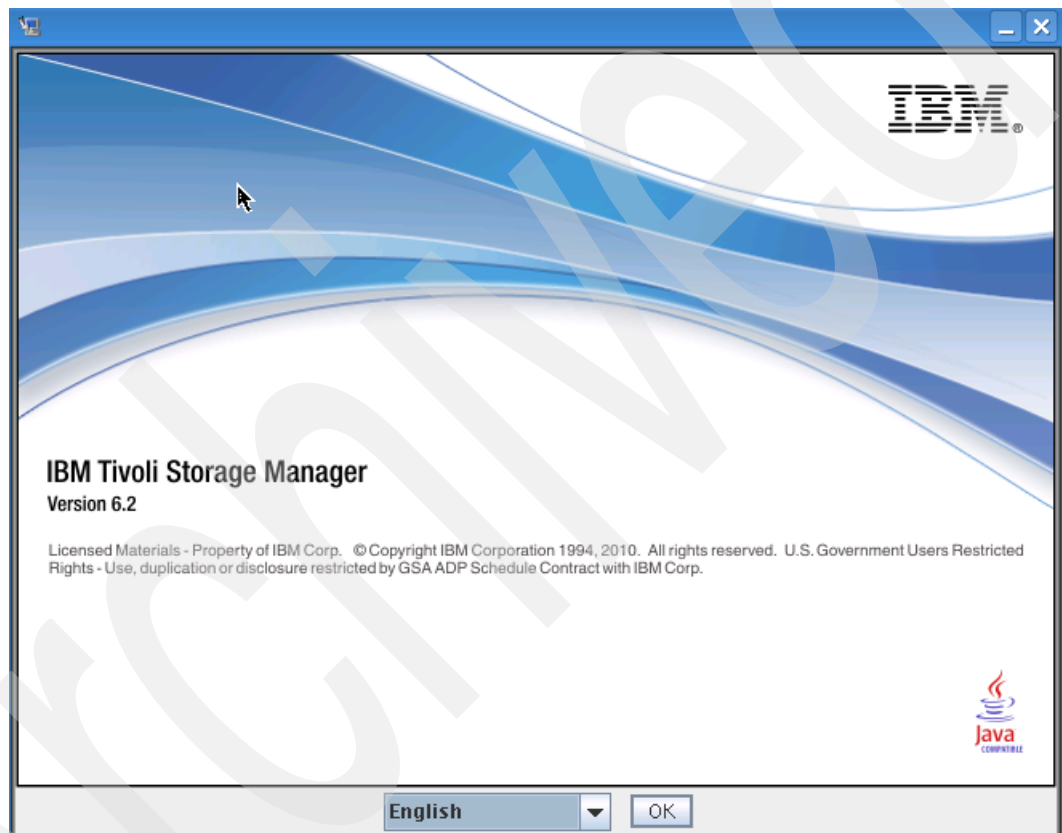 IBM®
IBM Tivoli Storage Manager
Version 6.2
Licensed Materials - Property of IBM Corp. © Copyright IBM Corporation 1994, 2010. All rights reserved. U.S. Government Users Restricted
Rights - Use, duplication or disclosure restricted by GSA ADP Schedule Contract with IBM Corp.
Java
COMPATIBLE
English
OK